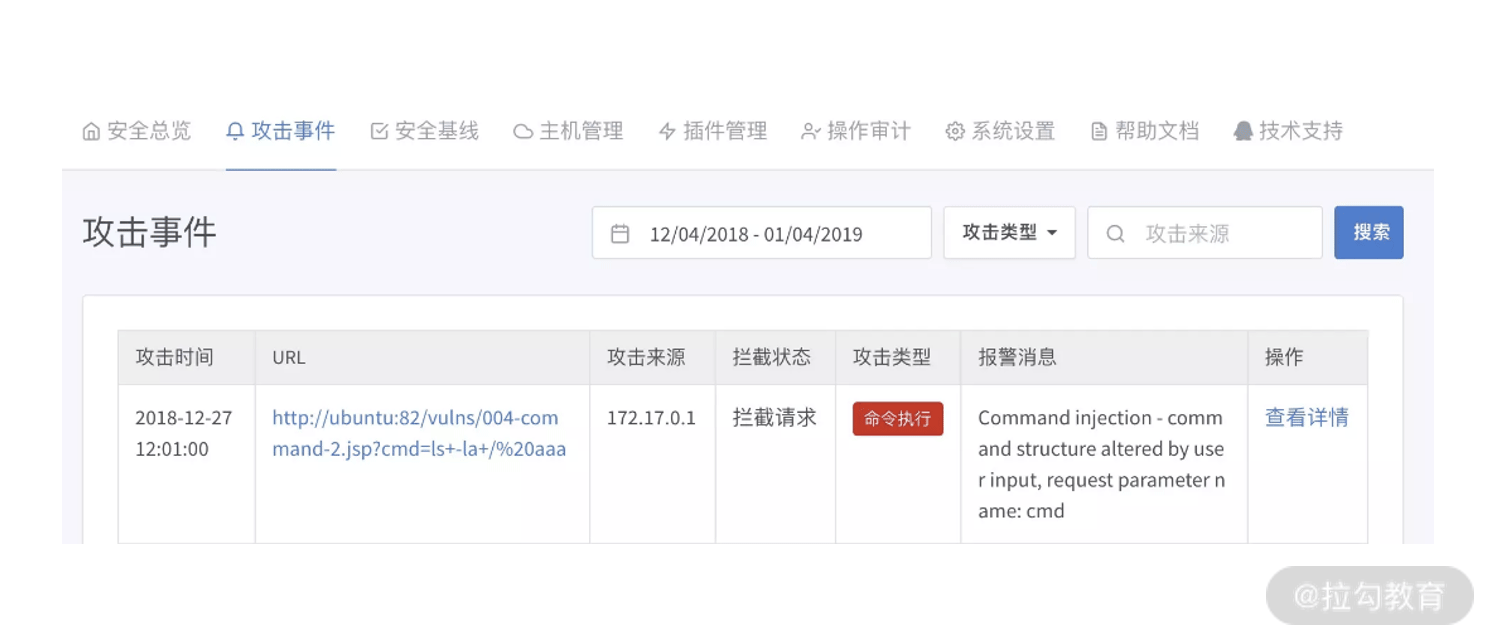 安全总览 攻击事件 安全基线 主机管理 插件管理 操作审计 系统设置 帮助文档 技术支持
攻击事件 12/04/2018 - 01/04/2019 攻击类型 攻击来源 搜索
攻击时间 URL 攻击来源 拦截状态 攻击类型 报警消息 操作
2018-12-27 http://ubuntu:82/vulns/004-com 172.17.0.1 拦截请求 命令执行 Command injection - comm 查看详情
12:01:00 mand-2.jsp?cmd=ls+-la+/%20aaa and structure altered by use
r input, request parameter n
ame: cmd
@拉勾教育